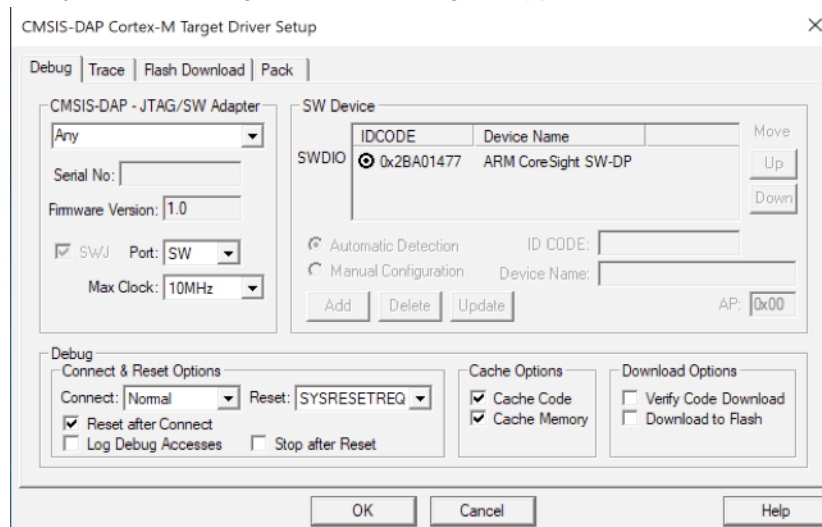 CMSIS-DAP Cortex-M Target Driver Setup
Debug Trace Flash Download Pack
CMSIS-DAP - JTAG/SW Adapter
Any
Serial No:
Firmware Version: 1.0
SWJ Port: SW
Max Clock: 10MHz
SW Device
IDCODE Device Name Move
SWDIO 0x2BA01477 ARM CoreSight SW-DP Up
Down
Automatic Detection ID CODE:
Manual Configuration Device Name:
Add Delete Update AP: 0x00
Debug
Connect & Reset Options
Connect: Normal Reset: SYSRESETREQ
Reset after Connect
Log Debug Accesses Stop after Reset
Cache Options
Cache Code
Cache Memory
Download Options
Verify Code Download
Download to Flash
OK Cancel Help